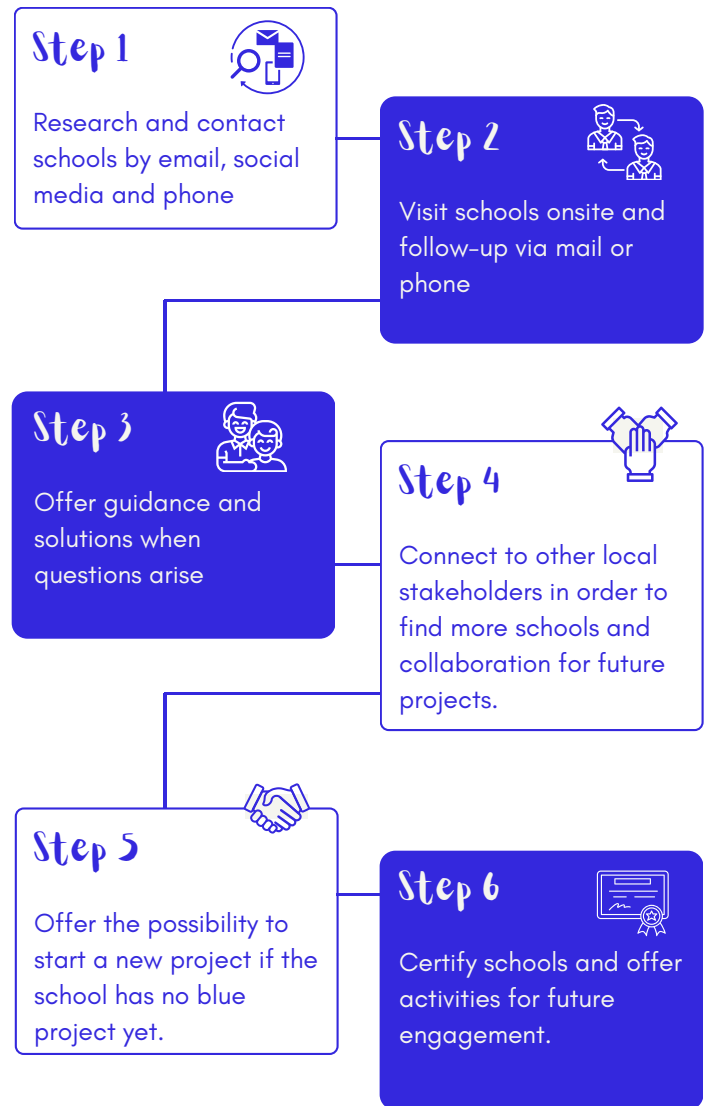 Step 1
Research and contact
schools by email, social
media and phone
Step 2
Visit schools onsite and
follow-up via mail or
phone
Step 3
Offer guidance and
solutions when
questions arise
Step 4
Connect to other local
stakeholders in order to
find more schools and
collaboration for future
projects.
Step 5
Offer the possibility to
start a new project if the
school has no blue
project yet.
Step 6
Certify schools and offer
activities for future
engagement.